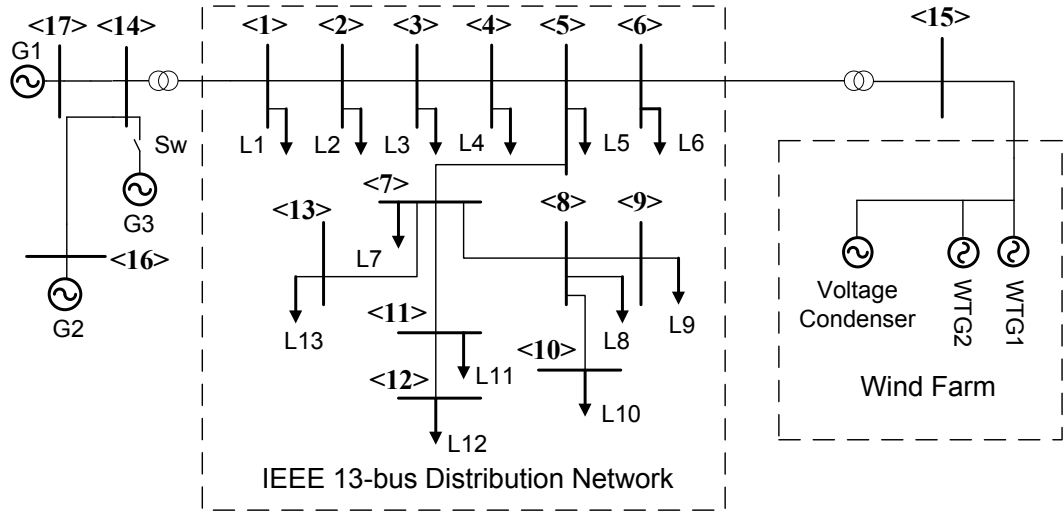 <17> <14> <1> <2> <3> <4> <5> <6> <15>
G1
Sw
L1 L2 L3 L4 L5 L6
<7>
<13> <8> <9>
G3
L7
<16>
G2
L13 <11> L8 L9
<10>
<12> L11
L10
L12
IEEE 13-bus Distribution Network
Voltage
Condenser
WTG2
WTG1
Wind Farm